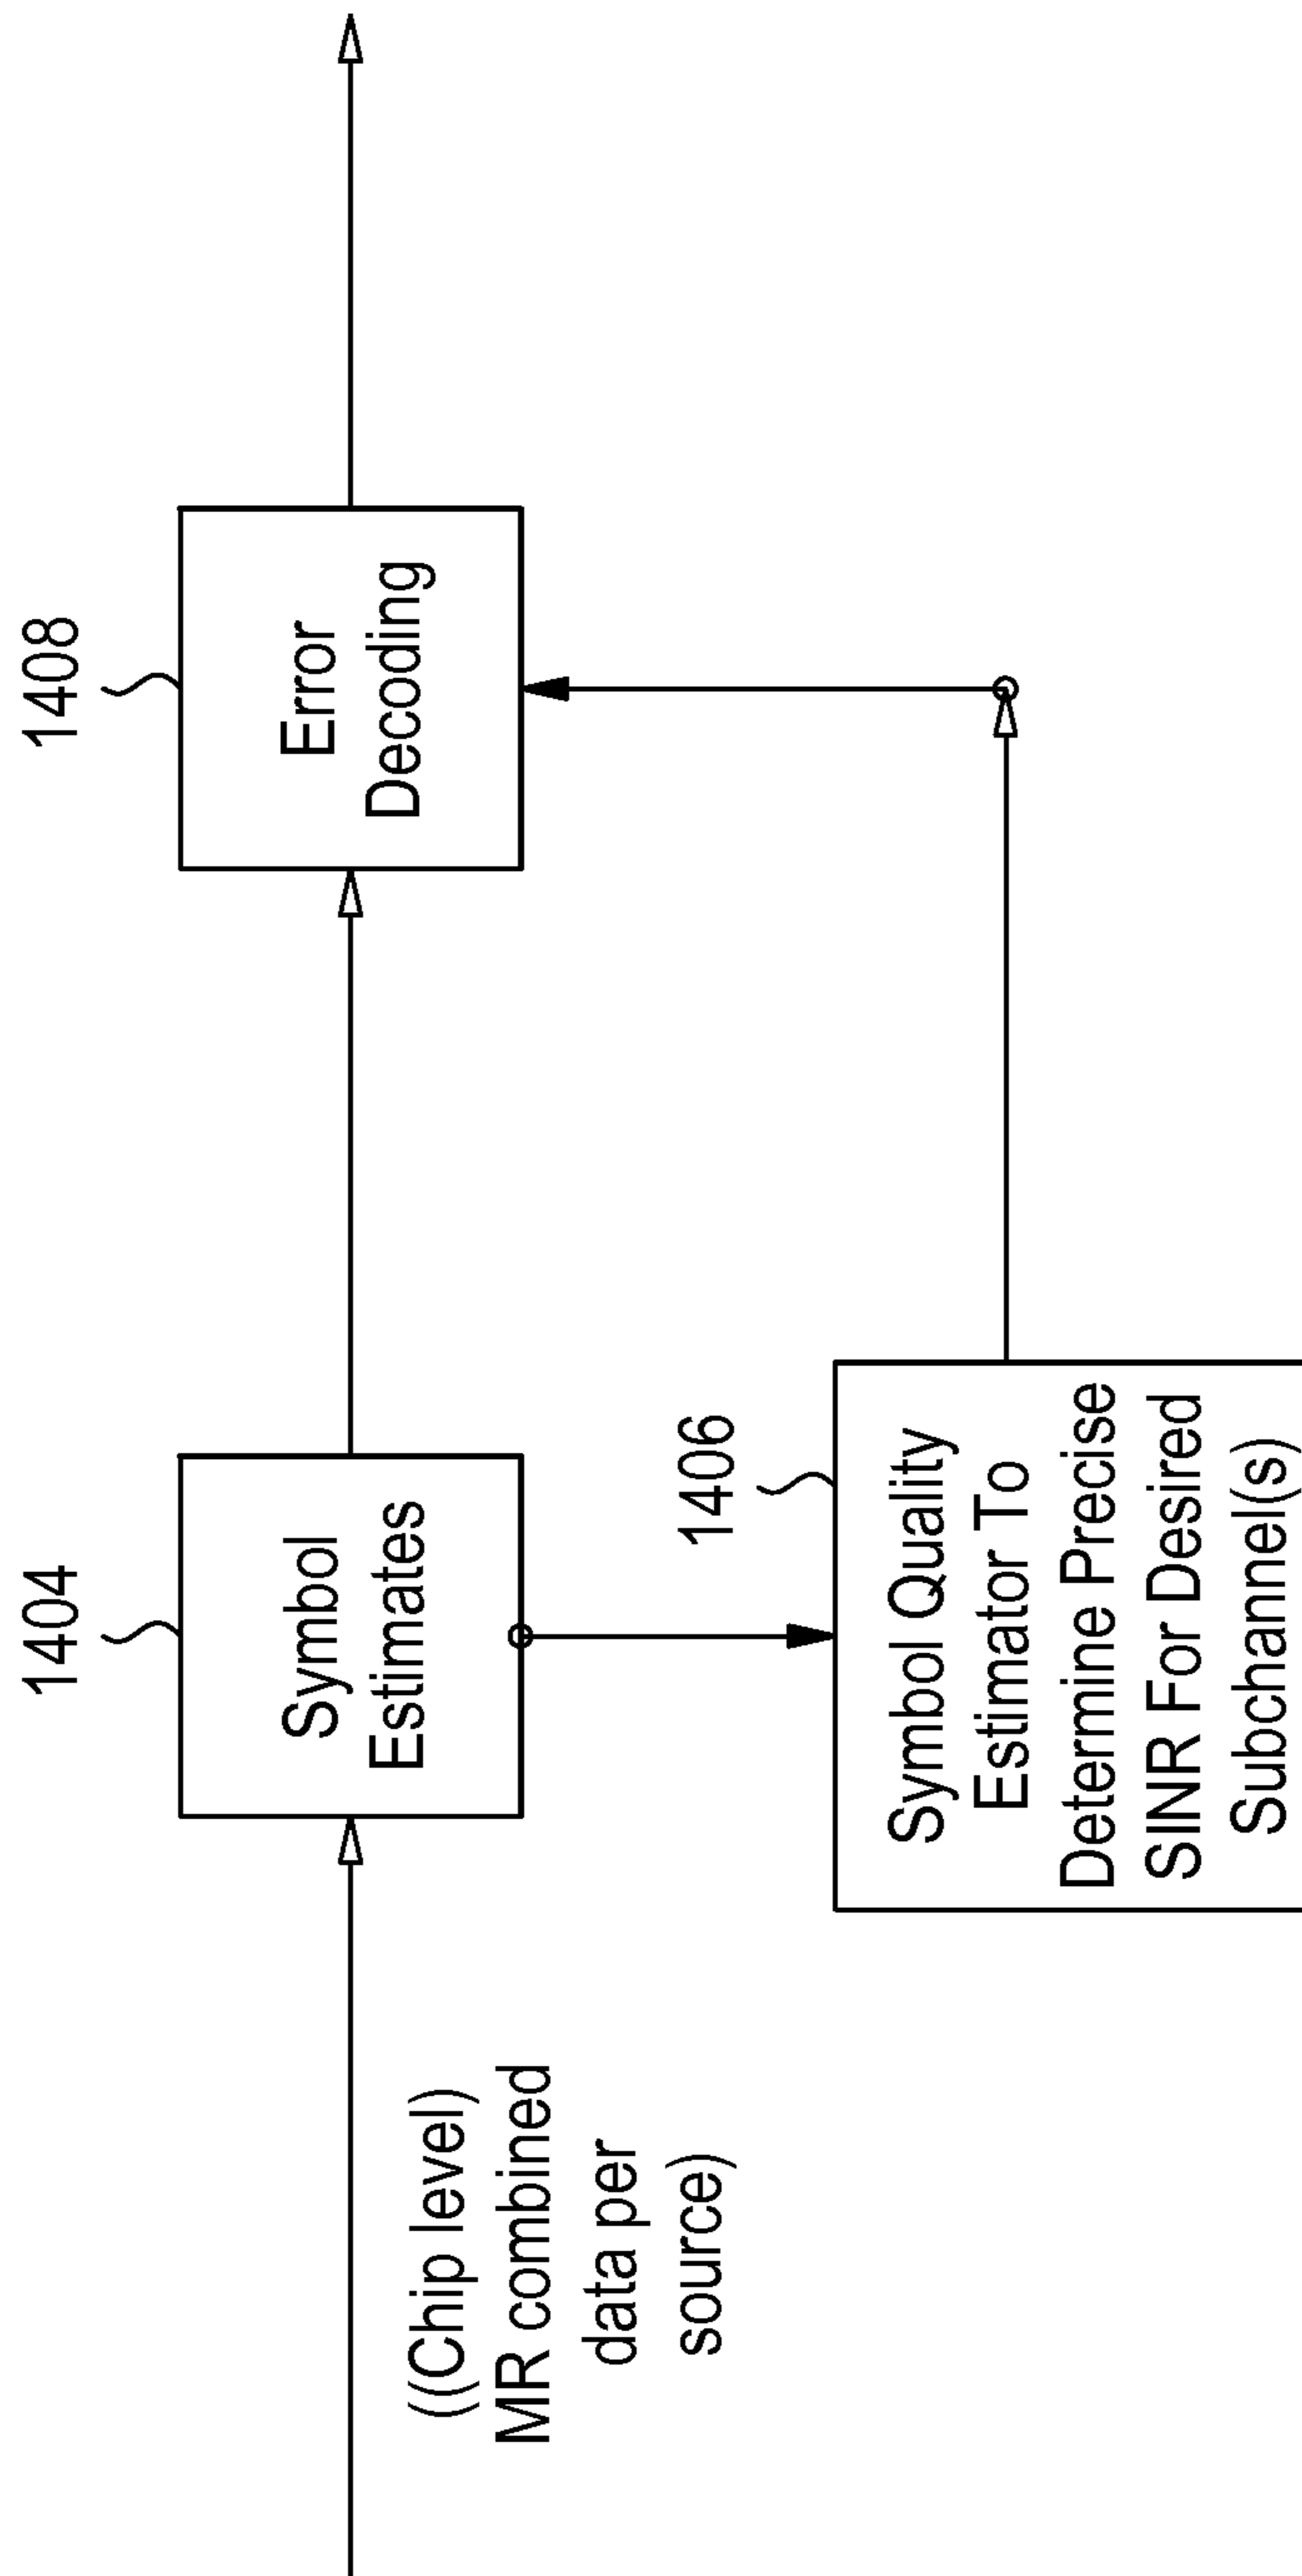 1404
Symbol
Estimates
1408
Error
Decoding
((Chip level)
MR combined
data per
source)
1406
Symbol Quality
Estimator To
Determine Precise
SINR For Desired
Subchannel(s)